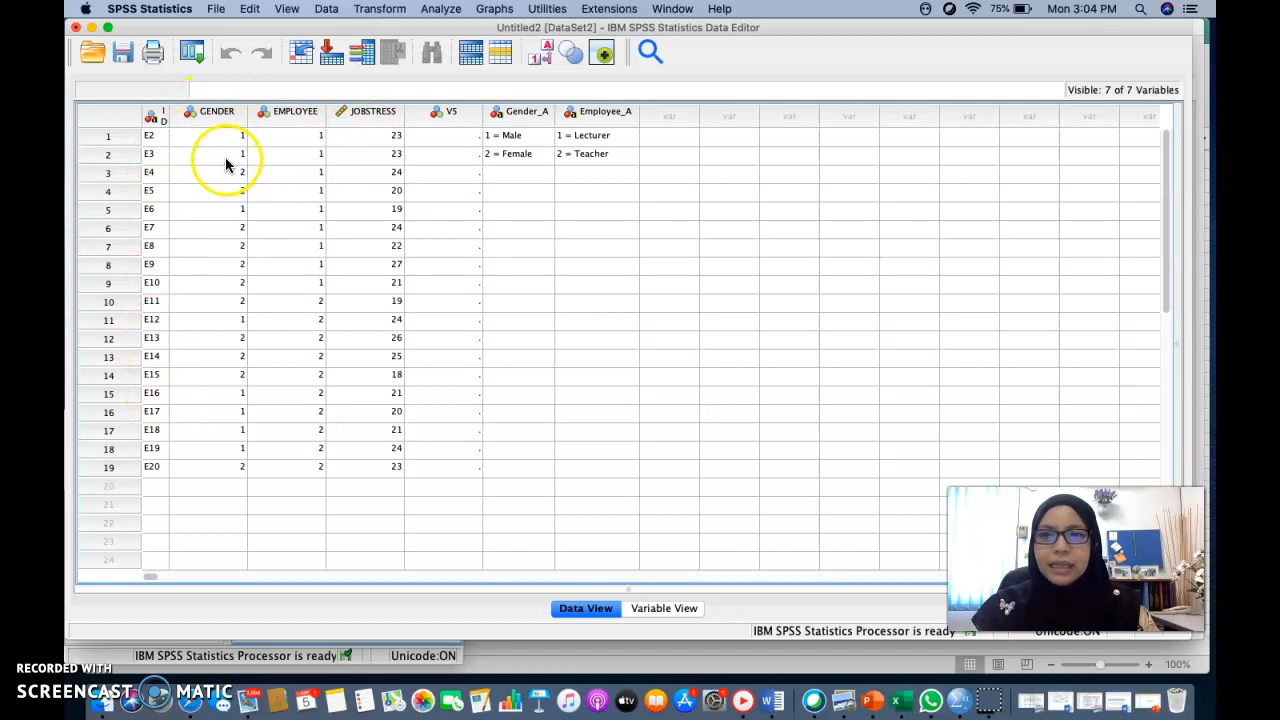 SPSS Statistics File Edit View Data Transform Analyze Graphs Utilities Extensions Window Help 75% Mon 3:04 PM
Untitled2 [DataSet2] - IBM SPSS Statistics Data Editor
Visible: 7 of 7 Variables
ID GENDER EMPLOYEE JOBSTRESS V5 Gender_A Employee_A var var var var var var var var var
1 E2 1 1 23 . 1 = Male 1 = Lecturer
2 E3 1 1 23 . 2 = Female 2 = Teacher
3 E4 2 1 24 .
4 E5 2 1 20 .
5 E6 1 1 19 .
6 E7 2 1 24 .
7 E8 2 1 22 .
8 E9 2 1 27 .
9 E10 2 1 21 .
10 E11 2 2 19 .
11 E12 1 2 24 .
12 E13 2 2 26 .
13 E14 2 2 25 .
14 E15 2 2 18 .
15 E16 1 2 21 .
16 E17 1 2 20 .
17 E18 1 2 21 .
18 E19 1 2 24 .
19 E20 2 2 23 .
20
21
22
23
24
Data View Variable View
IBM SPSS Statistics Processor is ready Unicode:ON
IBM SPSS Statistics Processor is ready Unicode:ON
100%
RECORDED WITH
SCREENCAST MATIC